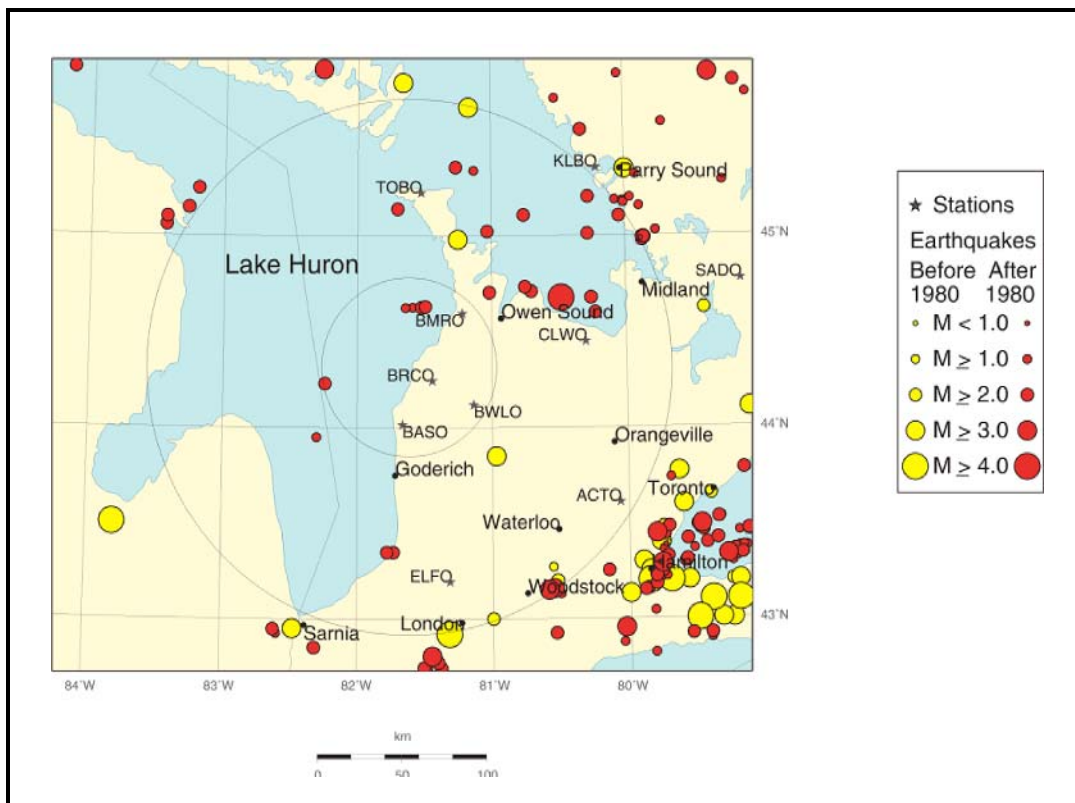 KLBO
Parry Sound
TOBO
45°N
Lake Huron
SADO
Midland
Owen Sound
BMRO
CLWO
BRCO
BWLO
44°N
BASO
Orangeville
Goderich
Toronto
ACTO
Waterloo
Hamilton
ELFO
Woodstock
43°N
London
Sarnia
84°W 83°W 82°W 81°W 80°W
km
0 50 100
Stations
Earthquakes
Before After
1980 1980
M < 1.0
M ≥ 1.0
M ≥ 2.0
M ≥ 3.0
M ≥ 4.0